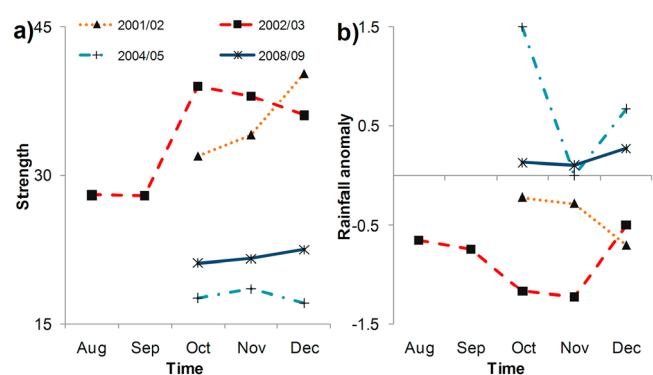 a)
45
30
15
Strength
2001/02
2002/03
2004/05
2008/09
Aug Sep Oct Nov Dec
Time
b)
1.5
0.5
-0.5
-1.5
Rainfall anomaly
Aug Sep Oct Nov Dec
Time